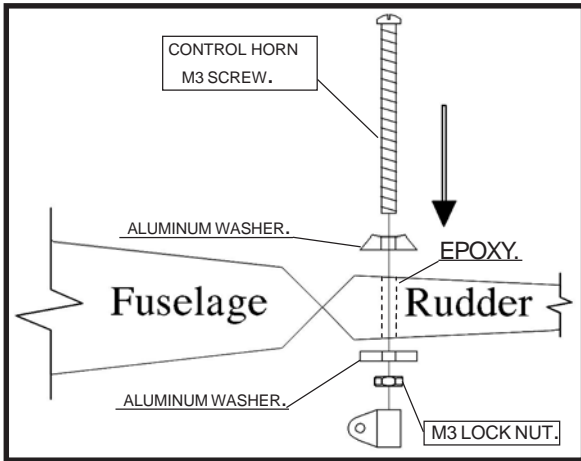 CONTROL HORN
M3 SCREW.
ALUMINUM WASHER.
EPOXY.
Fuselage
Rudder
ALUMINUM WASHER.
M3 LOCK NUT.